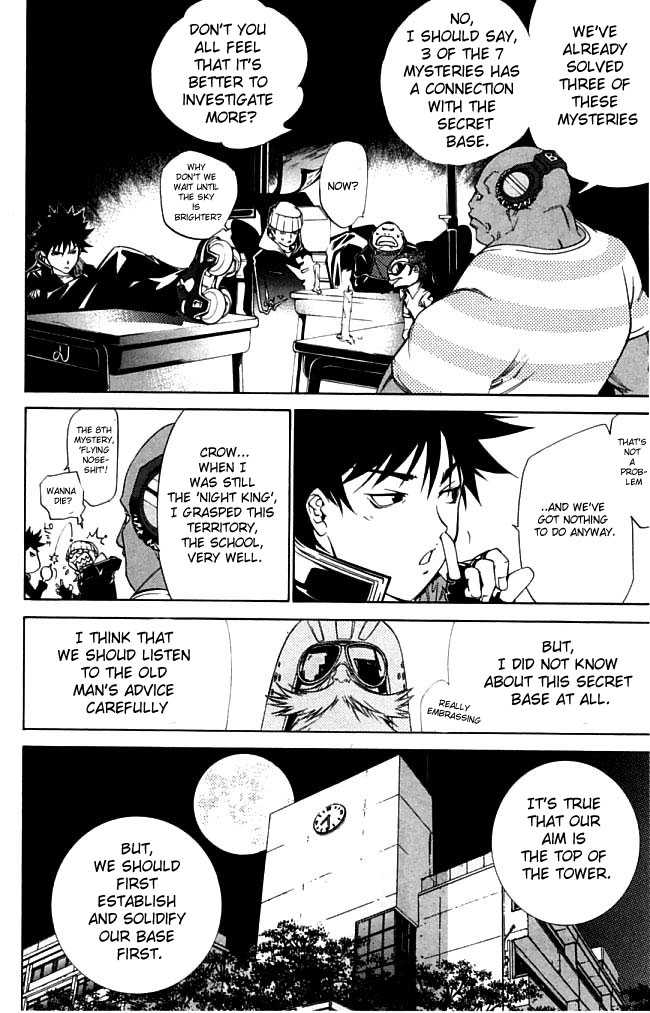 WE'VE
ALREADY
SOLVED
THREE OF
THESE
MYSTERIES
NO,
I SHOULD SAY,
3 OF THE 7
MYSTERIES HAS
A CONNECTION
WITH THE
SECRET
BASE.
DON'T YOU
ALL FEEL
THAT IT'S
BETTER TO
INVESTIGATE
MORE?
NOW?
WHY
DON'T WE
WAIT UNTIL
THE SKY
IS
BRIGHTER?
THAT'S
NOT
A
PROB-
LEM
..AND WE'VE
GOT NOTHING
TO DO ANYWAY.
CROW...
WHEN I
WAS STILL
THE 'NIGHT KING',
I GRASPED THIS
TERRITORY,
THE SCHOOL,
VERY WELL.
THE 8TH
MYSTERY,
'FLYING
NOSE-
SHIT'!
WANNA
DIE?
BUT,
I DID NOT KNOW
ABOUT THIS SECRET
BASE AT ALL.
REALLY
EMBRASSING
I THINK THAT
WE SHOUD LISTEN
TO THE OLD
MAN'S ADVICE
CAREFULLY
IT'S TRUE
THAT OUR
AIM IS
THE TOP OF
THE TOWER.
BUT,
WE SHOULD
FIRST
ESTABLISH
AND SOLIDIFY
OUR BASE
FIRST.